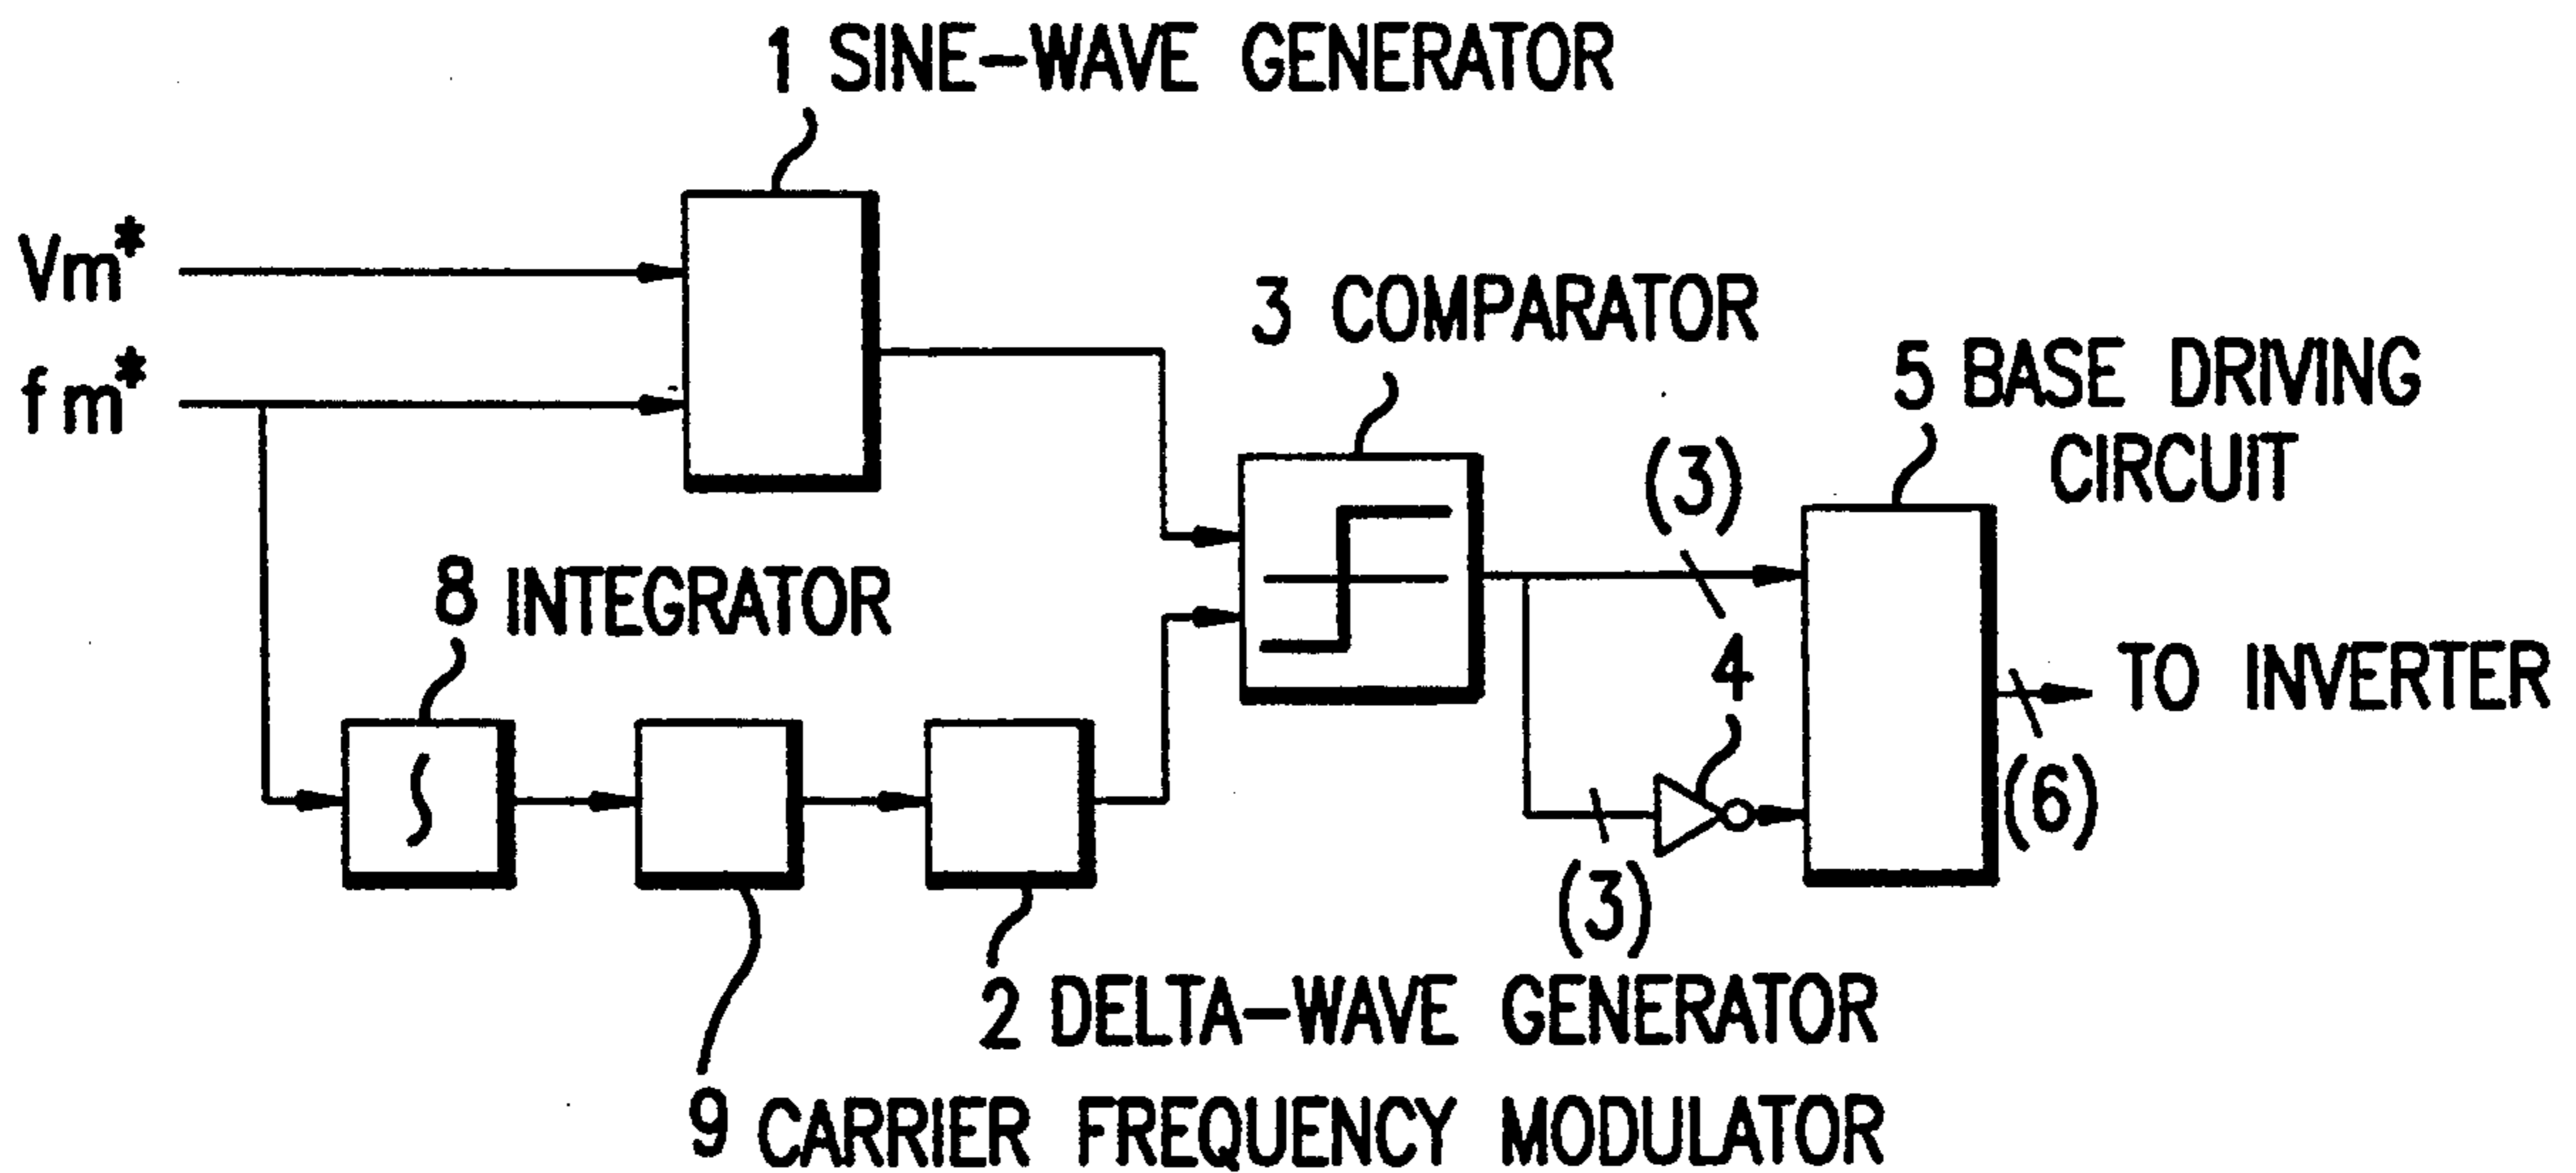 1 SINE-WAVE GENERATOR
Vm*
fm*
3 COMPARATOR
5 BASE DRIVING
CIRCUIT
(3)
8 INTEGRATOR
4
TO INVERTER
(6)
(3)
2 DELTA-WAVE GENERATOR
9 CARRIER FREQUENCY MODULATOR